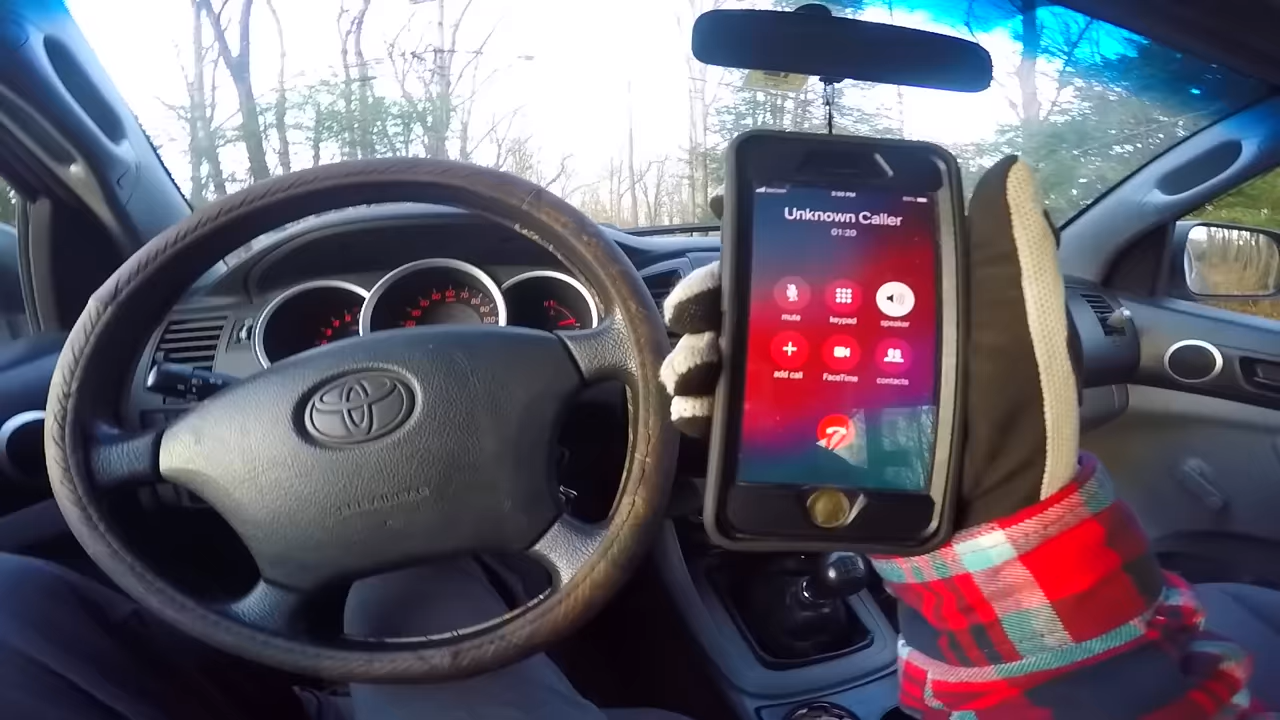 Unknown Caller
01:20
mute
keypad
speaker
add call
FaceTime
contacts